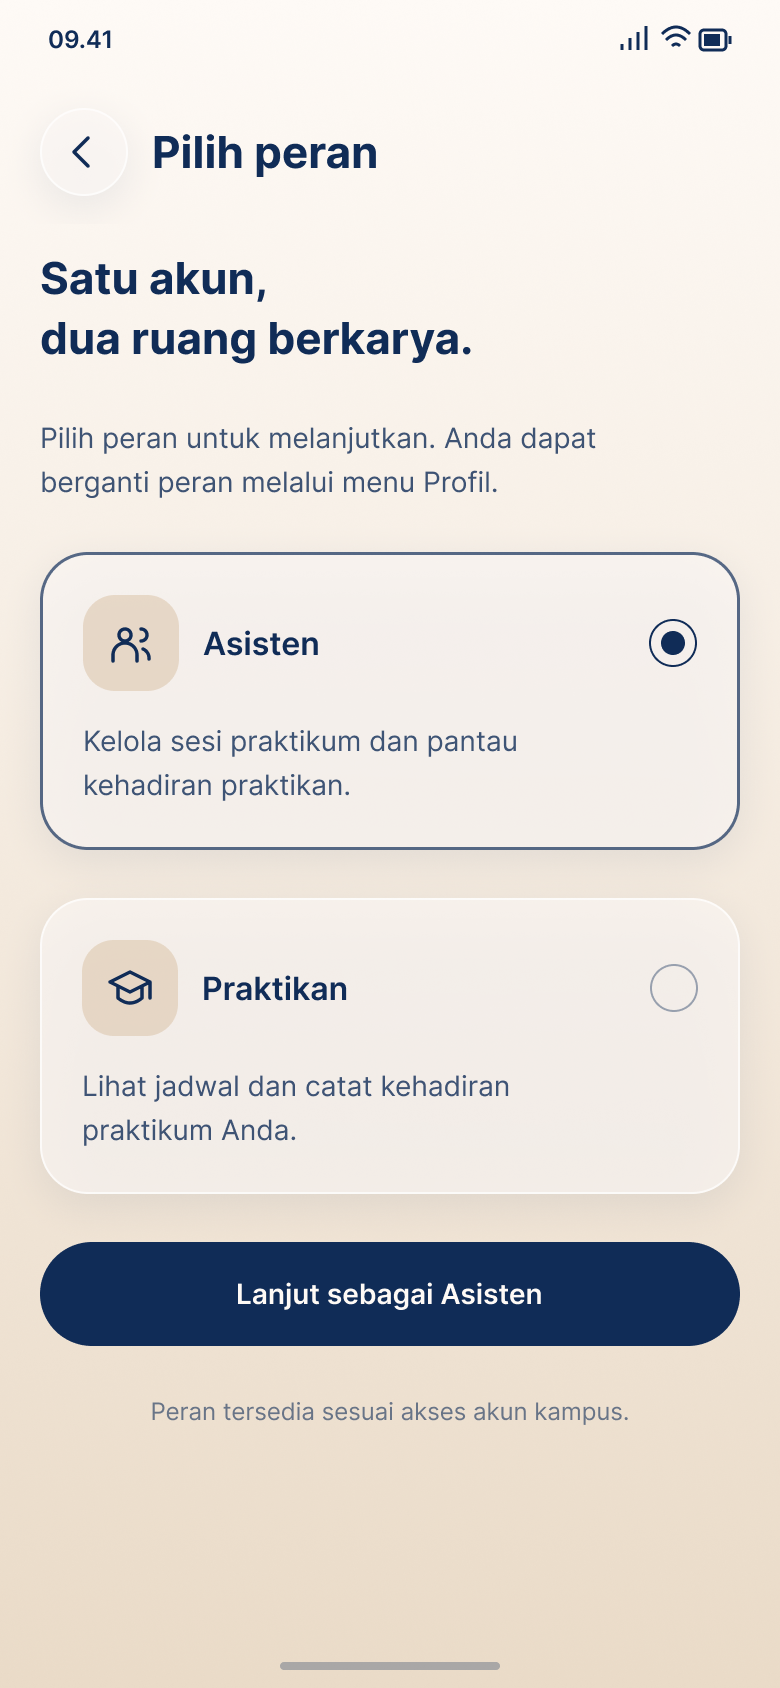 09.41
Pilih peran
Satu akun,
dua ruang berkarya.
Pilih peran untuk melanjutkan. Anda dapat
berganti peran melalui menu Profil.
Asisten
Kelola sesi praktikum dan pantau
kehadiran praktikan.
Praktikan
Lihat jadwal dan catat kehadiran
praktikum Anda.
Lanjut sebagai Asisten
Peran tersedia sesuai akses akun kampus.